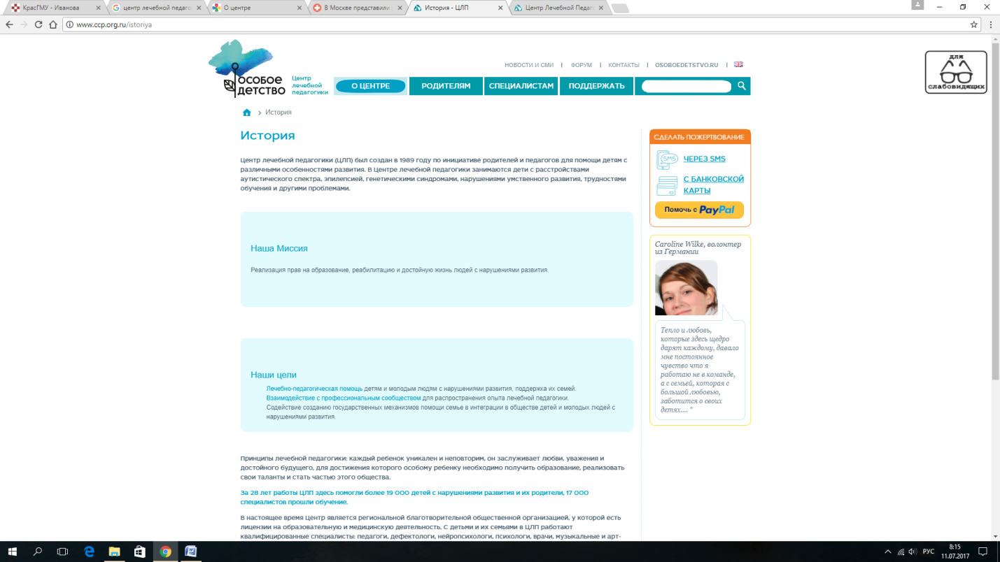 КрасГМУ - Иванова
центр лечебной педаго
О центре
В Москве представили
История - ЦЛП
Центр Лечебной Педаго
www.ccp.org.ru/istoriya
НОВОСТИ И СМИ | ФОРУМ | КОНТАКТЫ | OSOBOEDETSTVO.RU |
ОСОБОЕ
ДЕТСТВО
Центр
лечебной
педагогики
О ЦЕНТРЕ РОДИТЕЛЯМ СПЕЦИАЛИСТАМ ПОДДЕРЖАТЬ
для
слабовидящих
> История
История
Центр лечебной педагогики (ЦЛП) был создан в 1989 году по инициативе родителей и педагогов для помощи детям с
различными особенностями развития. В Центре лечебной педагогики занимаются дети с расстройствами
аутистического спектра, эпилепсией, генетическими синдромами, нарушениями умственного развития, трудностями
обучения и другими проблемами.
Наша Миссия
Реализация прав на образование, реабилитацию и достойную жизнь людей с нарушениями развития.
Наши цели
Лечебно-педагогическая помощь детям и молодым людям с нарушениями развития, поддержка их семей.
Взаимодействие с профессиональным сообществом для распространения опыта лечебной педагогики.
Содействие созданию государственных механизмов помощи семье в интеграции в обществе детей и молодых людей с
нарушениями развития.
Принципы лечебной педагогики: каждый ребенок уникален и неповторим, он заслуживает любви, уважения и
достойного будущего, для достижения которого особому ребенку необходимо получить образование, реализовать
свои таланты и стать частью этого общества.
За 28 лет работы ЦЛП здесь помогли более 19 000 детей с нарушениями развития и их родители, 17 000
специалистов прошли обучение.
В настоящее время Центр является региональной благотворительной общественной организацией, у которой есть
лицензии на образовательную и медицинскую деятельность. С детьми и их семьями в ЦЛП работают
квалифицированные специалисты: педагоги, дефектологи, нейропсихологи, психологи, врачи, музыкальные и арт-
СДЕЛАТЬ ПОЖЕРТВОВАНИЕ
SMS
ЧЕРЕЗ SMS
С БАНКОВСКОЙ
КАРТЫ
Помочь с PayPal
Caroline Wilke, волонтер
из Германии
Тепло и любовь,
которые здесь щедро
дарят каждому, давало
мне постоянное
чувство что я
работаю не в команде,
а с семьей, которая с
большой любовью,
заботится о своих
детях.... "
РУС
8:15
11.07.2017